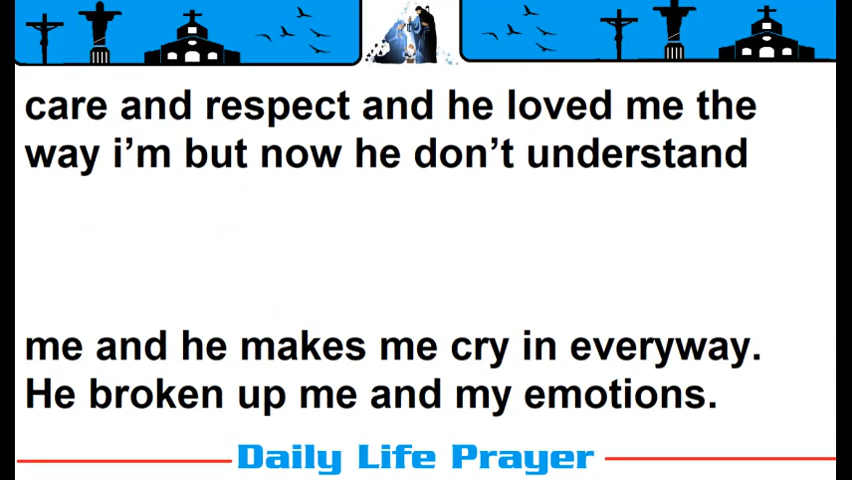 care and respect and he loved me the
way i’m but now he don’t understand
me and he makes me cry in everyway.
He broken up me and my emotions.
Daily Life Prayer